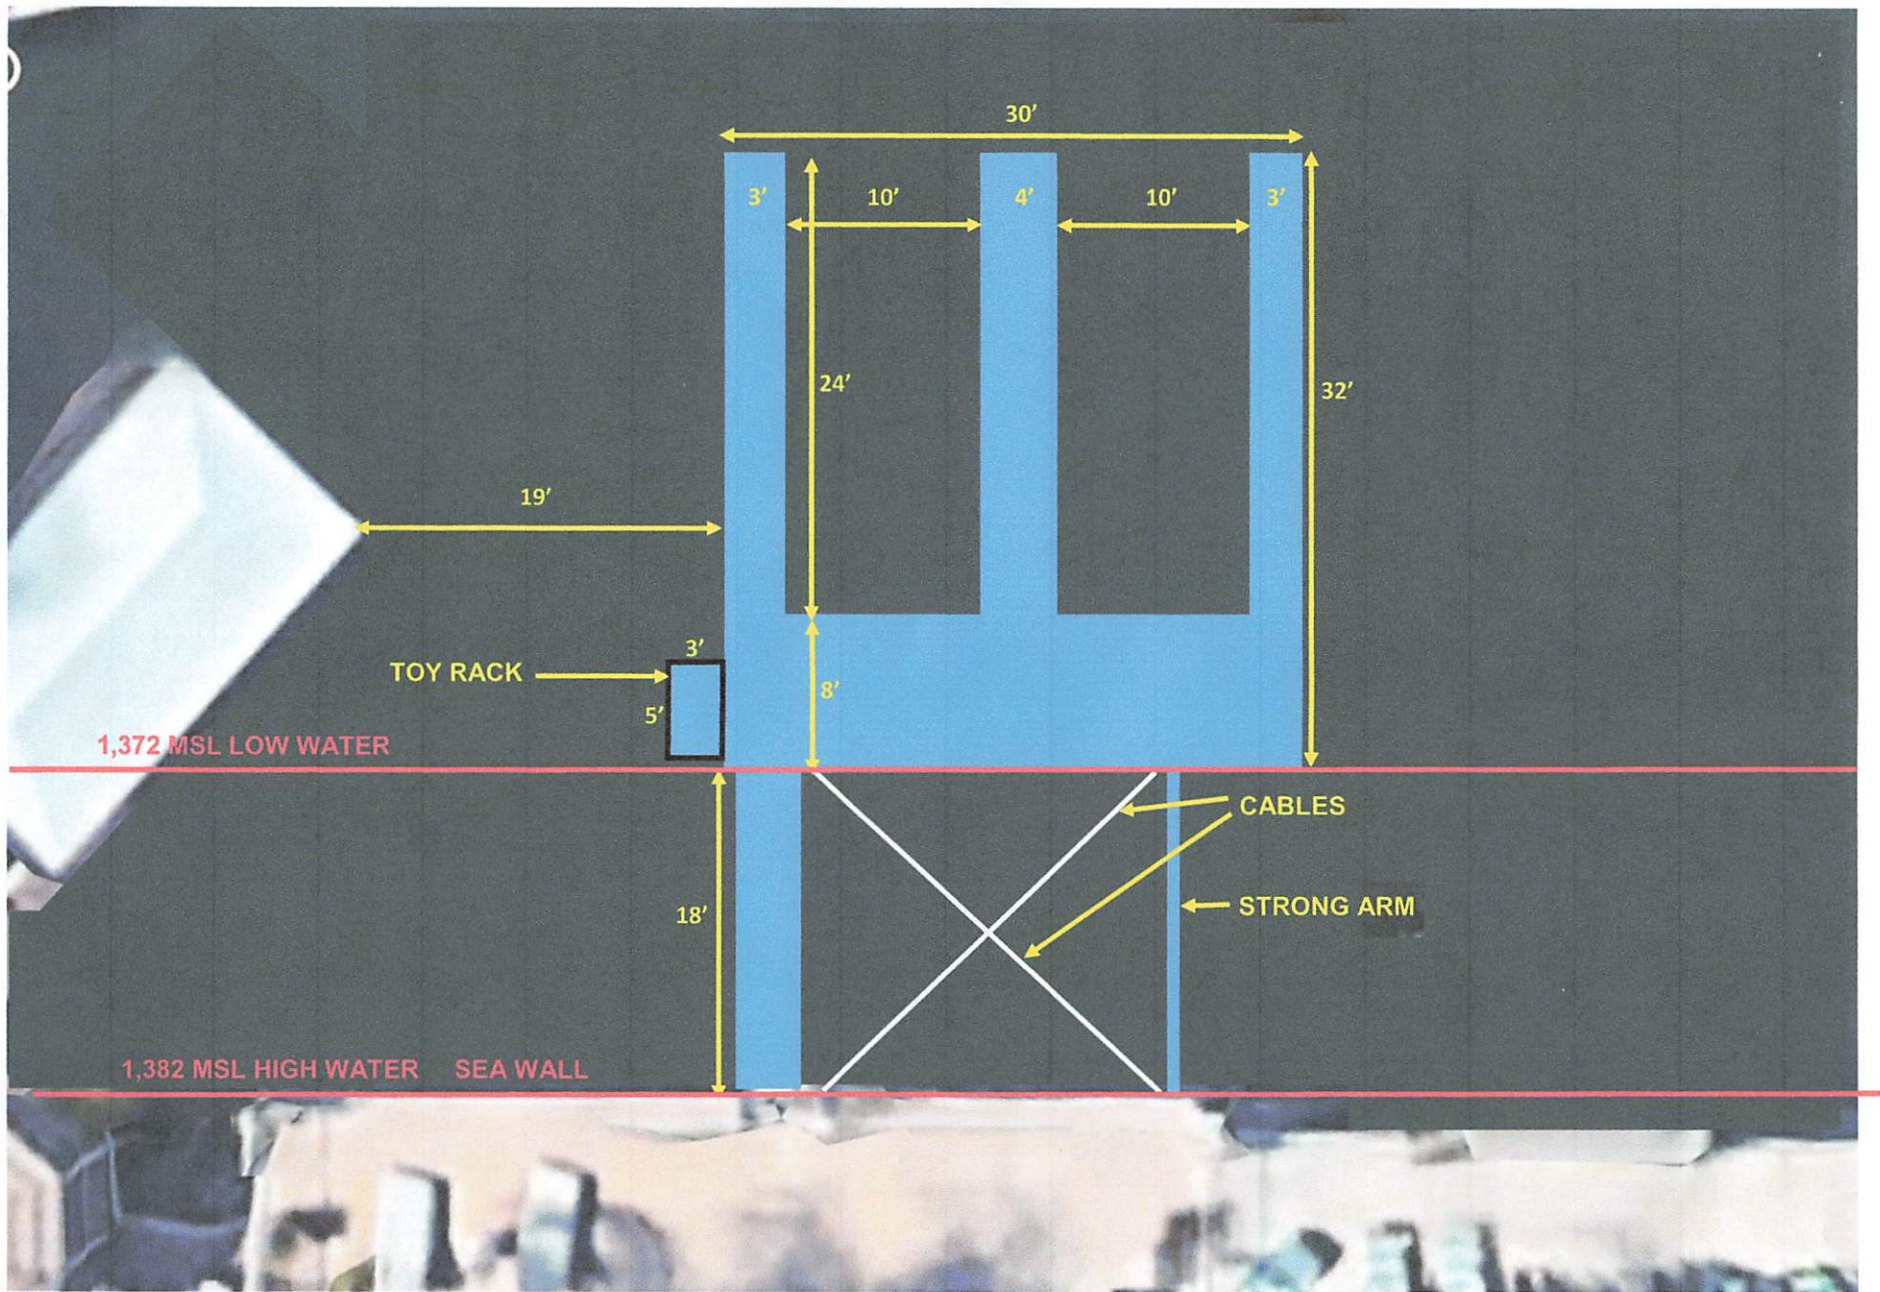 30’
3’
10’
4’
10’
3’
24’
32’
19’
3’
TOY RACK
5’
8’
1,372 MSL LOW WATER
CABLES
18’
STRONG ARM
1,382 MSL HIGH WATER SEA WALL